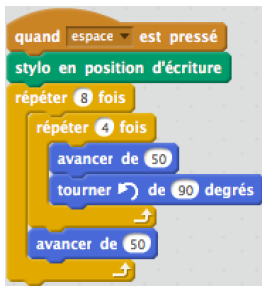 quand espace est pressé
stylo en position d'écriture
répéter 8 fois
répéter 4 fois
avancer de 50
tourner de 90 degrés
avancer de 50